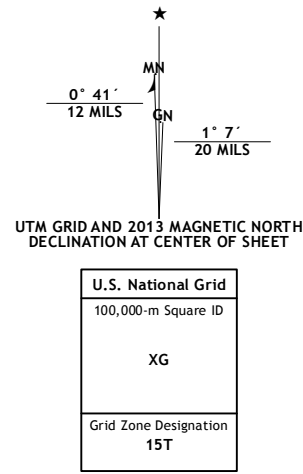 MN
0° 41´
12 MILS
GN
1° 7´
20 MILS
UTM GRID AND 2013 MAGNETIC NORTH
DECLINATION AT CENTER OF SHEET
U.S. National Grid
100,000-m Square ID
XG
Grid Zone Designation
15T